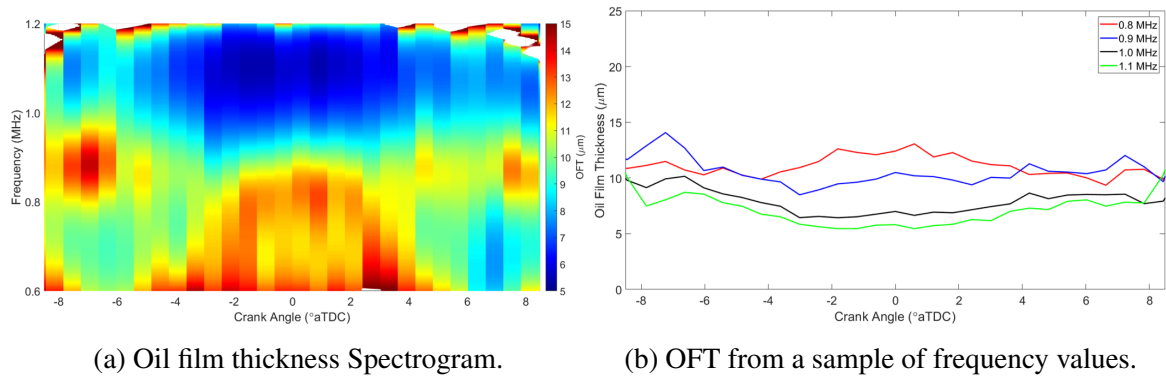 1.2
1.0
0.8
0.6
Frequency (MHz)
-8 -6 -4 -2 0 2 4 6 8
Crank Angle (°aTDC)
15
14
13
12
11
10
9
8
7
6
5
OFT (μm)
(a) Oil film thickness Spectrogram.
25
20
15
10
5
0
Oil Film Thickness (μm)
-8 -6 -4 -2 0 2 4 6 8
Crank Angle (°aTDC)
0.8 MHz
0.9 MHz
1.0 MHz
1.1 MHz
(b) OFT from a sample of frequency values.